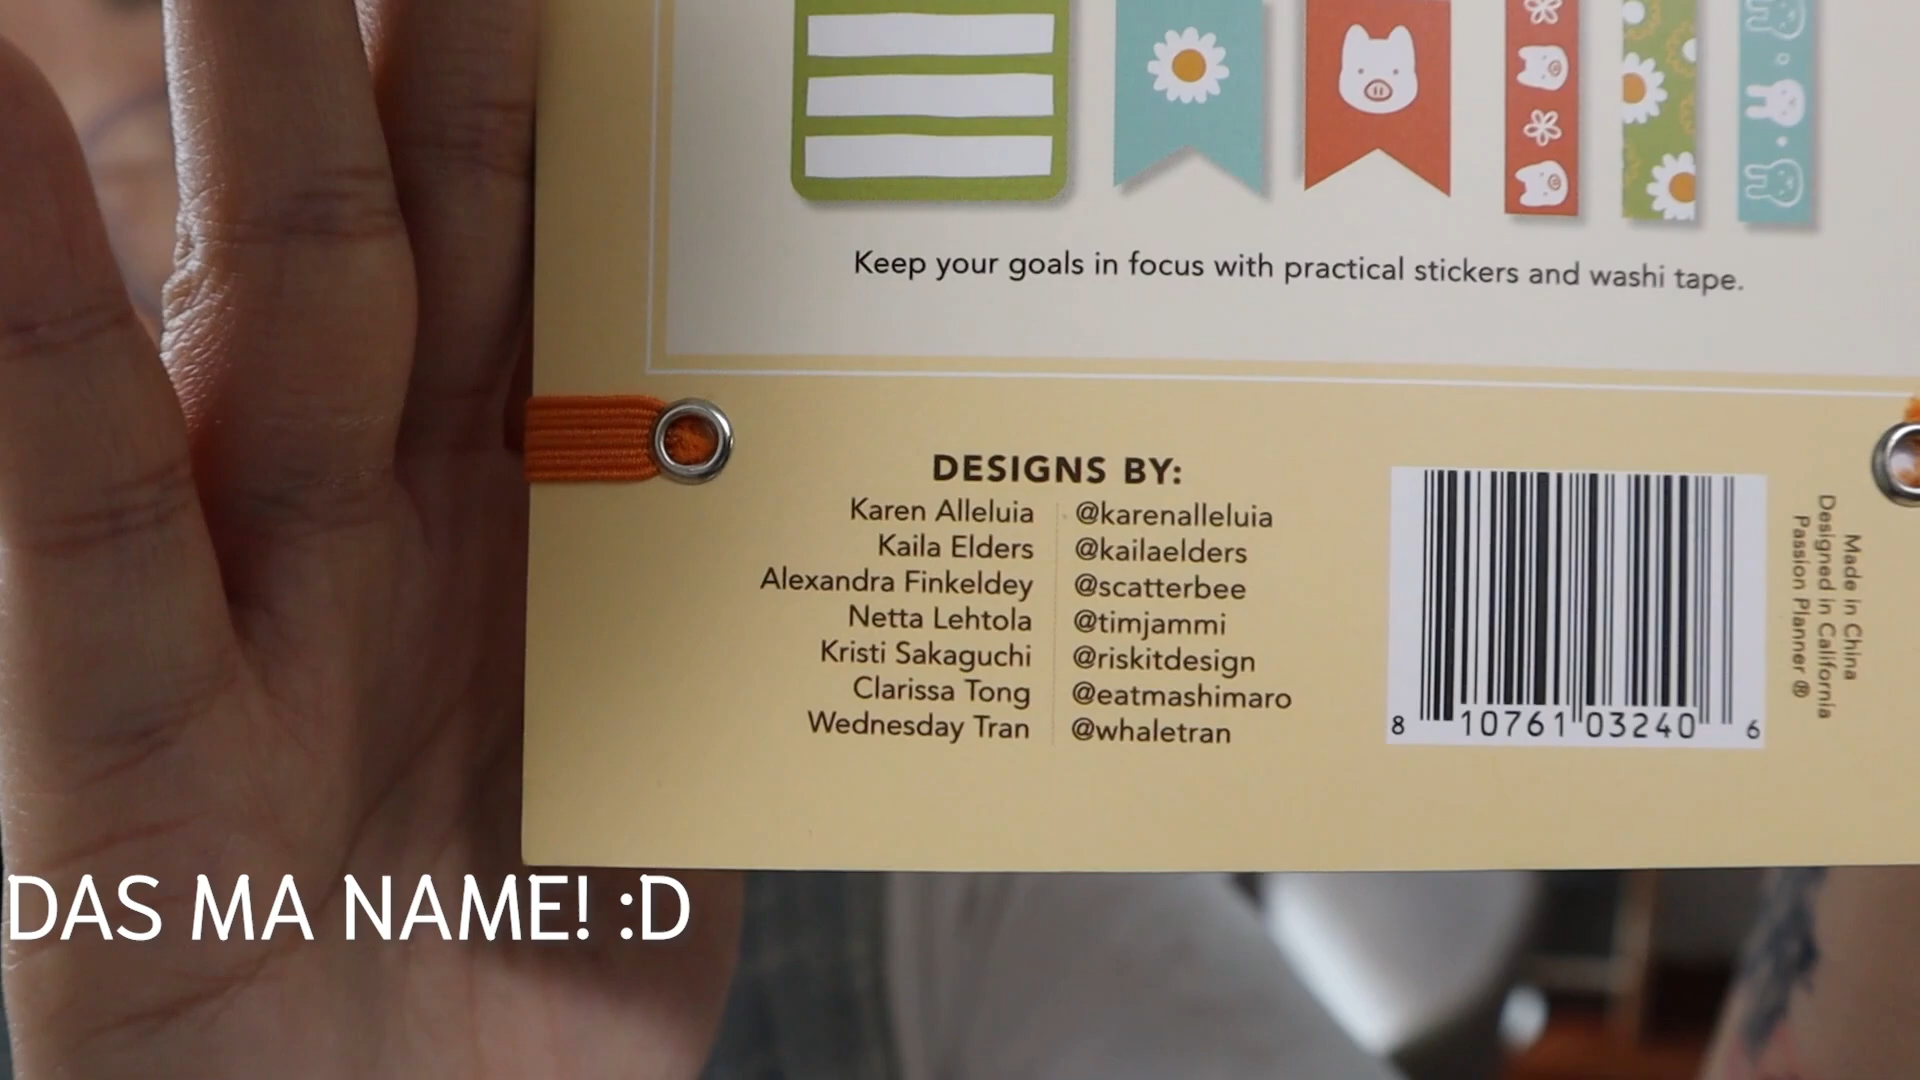 Keep your goals in focus with practical stickers and washi tape.
DESIGNS BY:
Karen Alleluia @karenalleluia
Kaila Elders @kailaelders
Alexandra Finkeldey @scatterbee
Netta Lehtola @timjammi
Kristi Sakaguchi @riskitdesign
Clarissa Tong @eatmashimaro
Wednesday Tran @whaletran
8 10761 03240 6
Made in China
Designed in California
Passion Planner ®
DAS MA NAME! :D